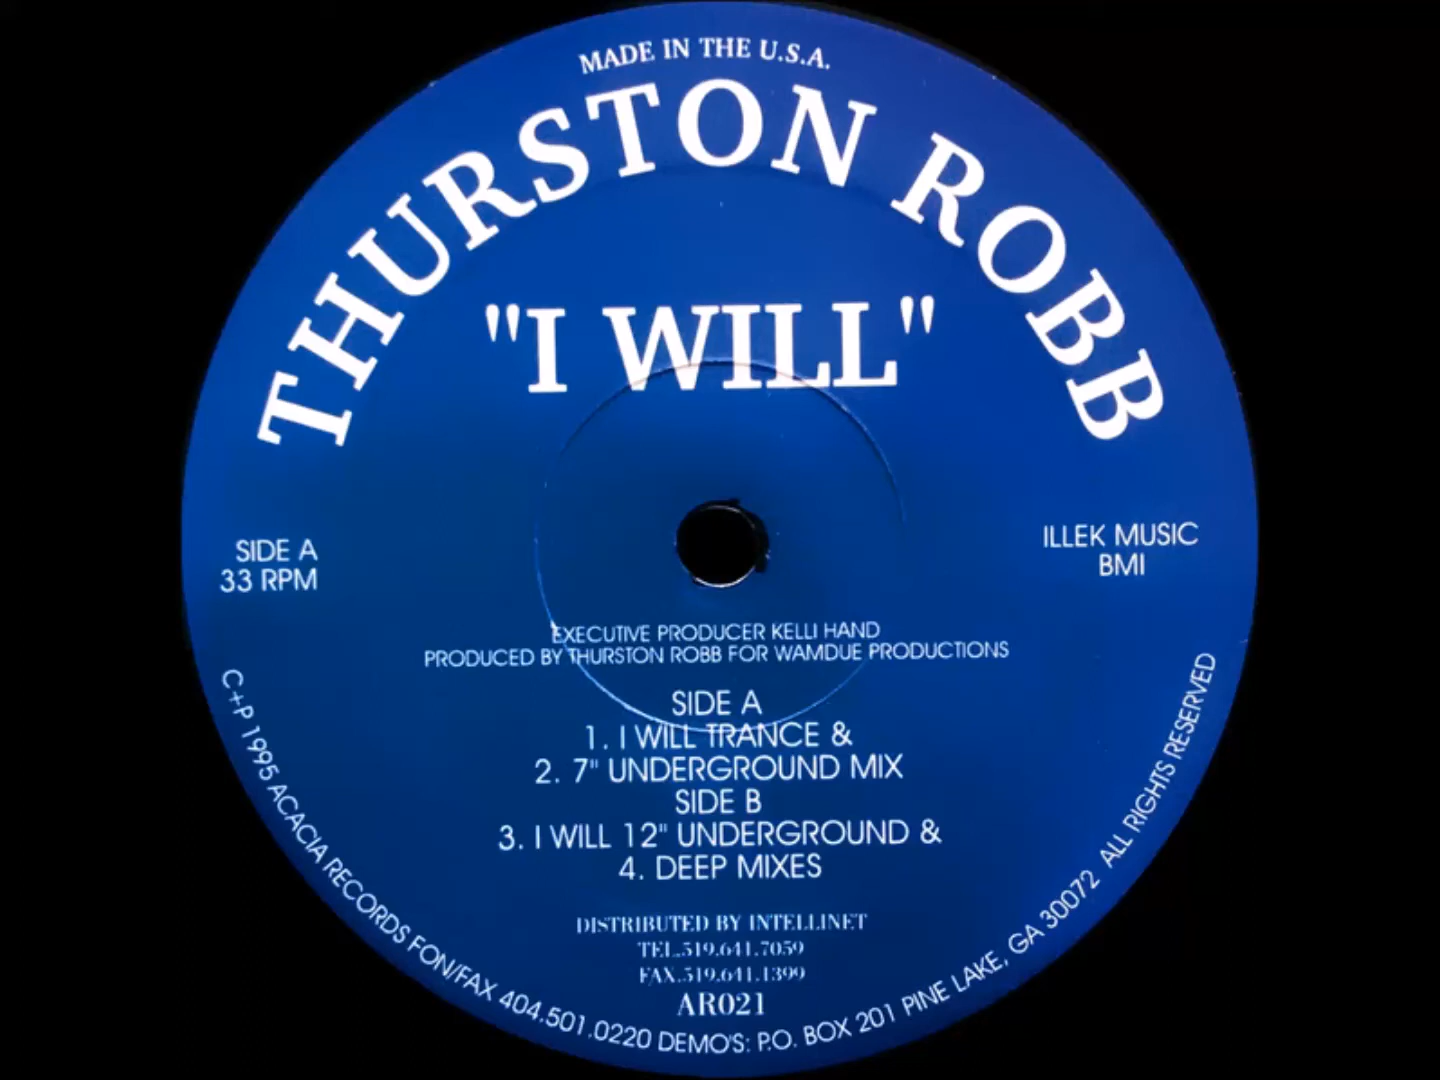 MADE IN THE U.S.A.
THURSTON ROBB
"I WILL"
SIDE A
33 RPM
ILLEK MUSIC
BMI
EXECUTIVE PRODUCER KELLI HAND
PRODUCED BY THURSTON ROBB FOR WAMDUE PRODUCTIONS
SIDE A
1. I WILL TRANCE &
2. 7" UNDERGROUND MIX
SIDE B
3. I WILL 12" UNDERGROUND &
4. DEEP MIXES
DISTRIBUTED BY INTELLINET
TEL.519.641.7059
FAX.519.641.1399
AR021
C+P 1995 ACACIA RECORDS FON/FAX 404.501.0220 DEMO'S: P.O. BOX 201 PINE LAKE, GA 30072 ALL RIGHTS RESERVED